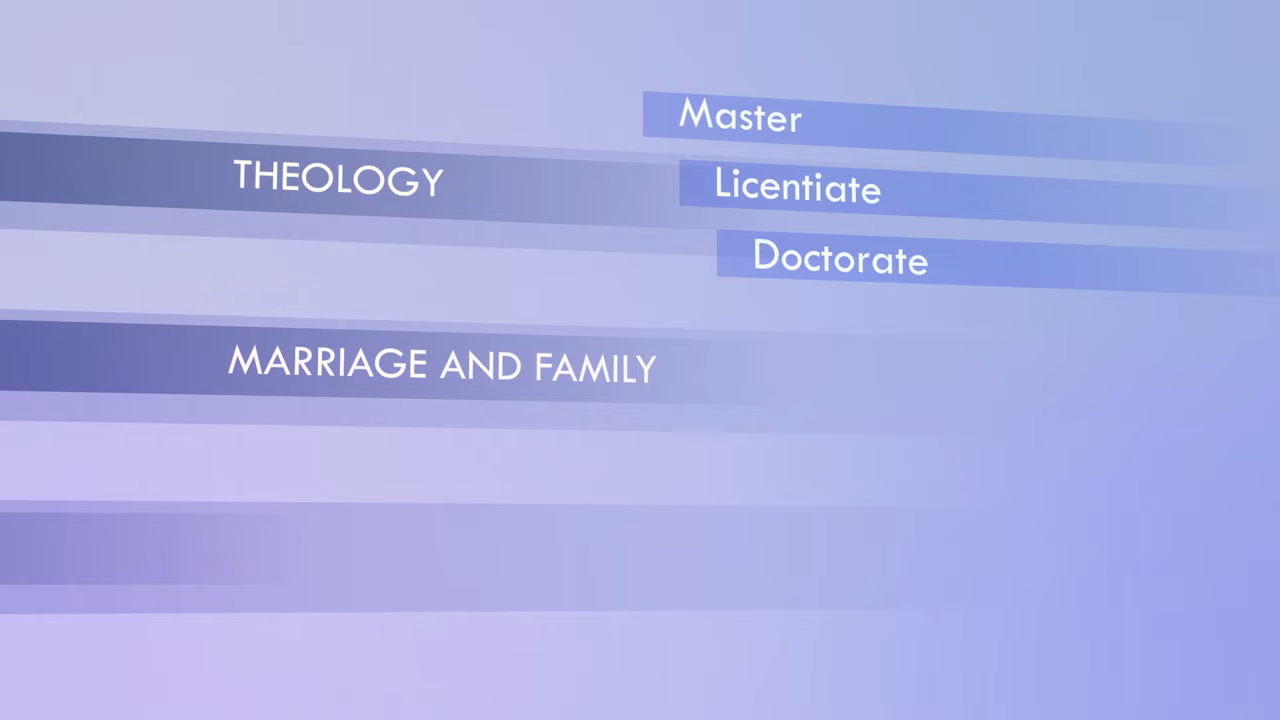 THEOLOGY
Master
Licentiate
Doctorate
MARRIAGE AND FAMILY